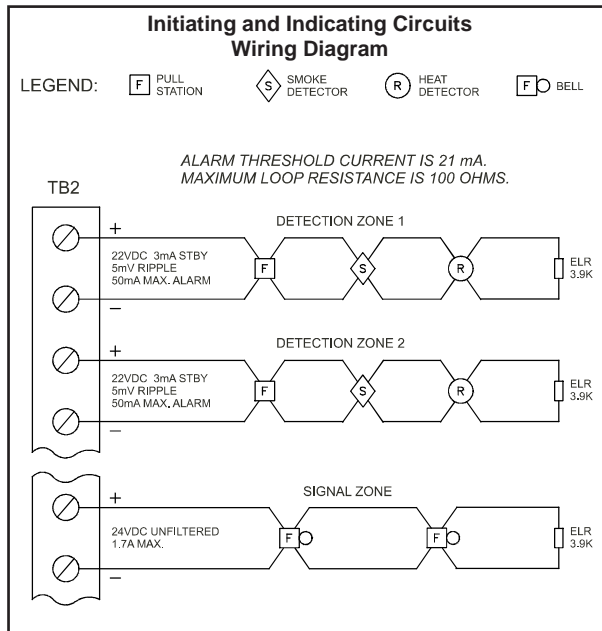 Initiating and Indicating Circuits
Wiring Diagram
LEGEND:
F PULL STATION
S SMOKE DETECTOR
R HEAT DETECTOR
F BELL
ALARM THRESHOLD CURRENT IS 21 mA.
MAXIMUM LOOP RESISTANCE IS 100 OHMS.
TB2
DETECTION ZONE 1
+
22VDC 3mA STBY
5mV RIPPLE
50mA MAX. ALARM
–
F
S
R
ELR
3.9K
DETECTION ZONE 2
+
22VDC 3mA STBY
5mV RIPPLE
50mA MAX. ALARM
–
F
S
R
ELR
3.9K
SIGNAL ZONE
+
24VDC UNFILTERED
1.7A MAX.
–
F
F
ELR
3.9K